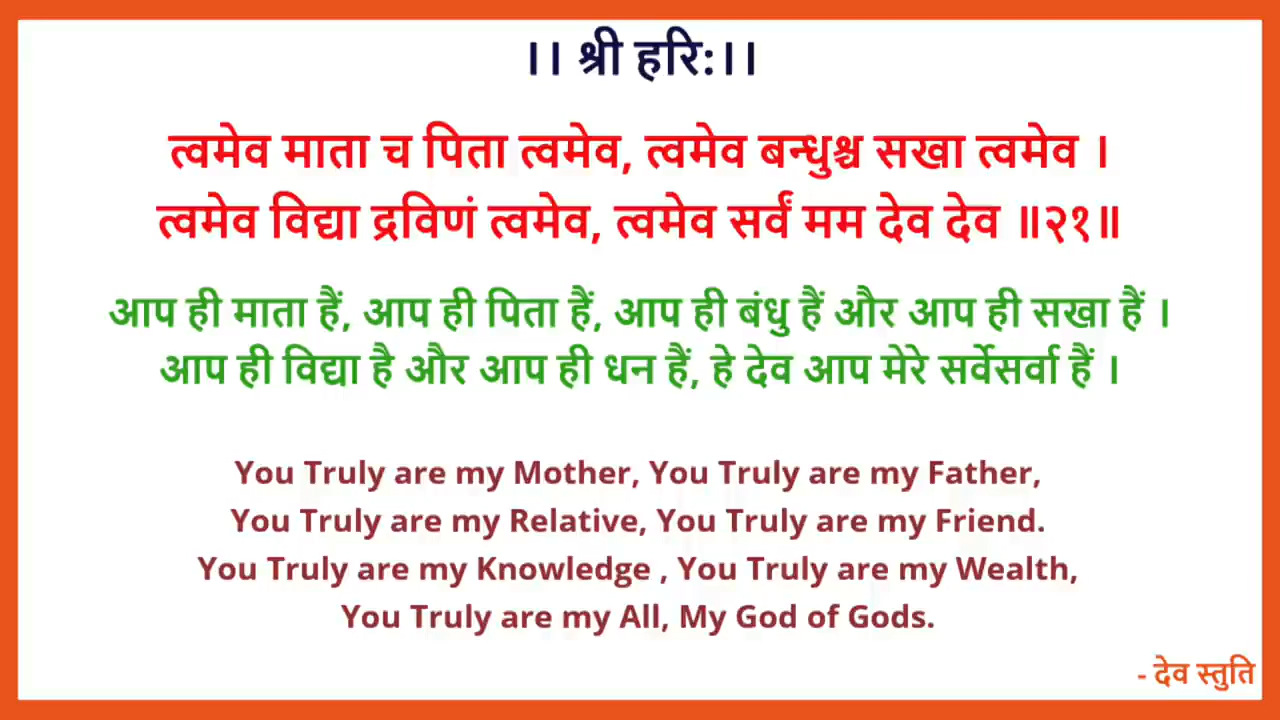 ।। श्री हरि:।।
त्वमेव माता च पिता त्वमेव, त्वमेव बन्धुश्च सखा त्वमेव ।
त्वमेव विद्या द्रविणं त्वमेव, त्वमेव सर्वं मम देव देव ॥२१॥
आप ही माता हैं, आप ही पिता हैं, आप ही बंधु हैं और आप ही सखा हैं ।
आप ही विद्या है और आप ही धन हैं, हे देव आप मेरे सर्वेसर्वा हैं ।
You Truly are my Mother, You Truly are my Father,
You Truly are my Relative, You Truly are my Friend.
You Truly are my Knowledge , You Truly are my Wealth,
You Truly are my All, My God of Gods.
- देव स्तुति